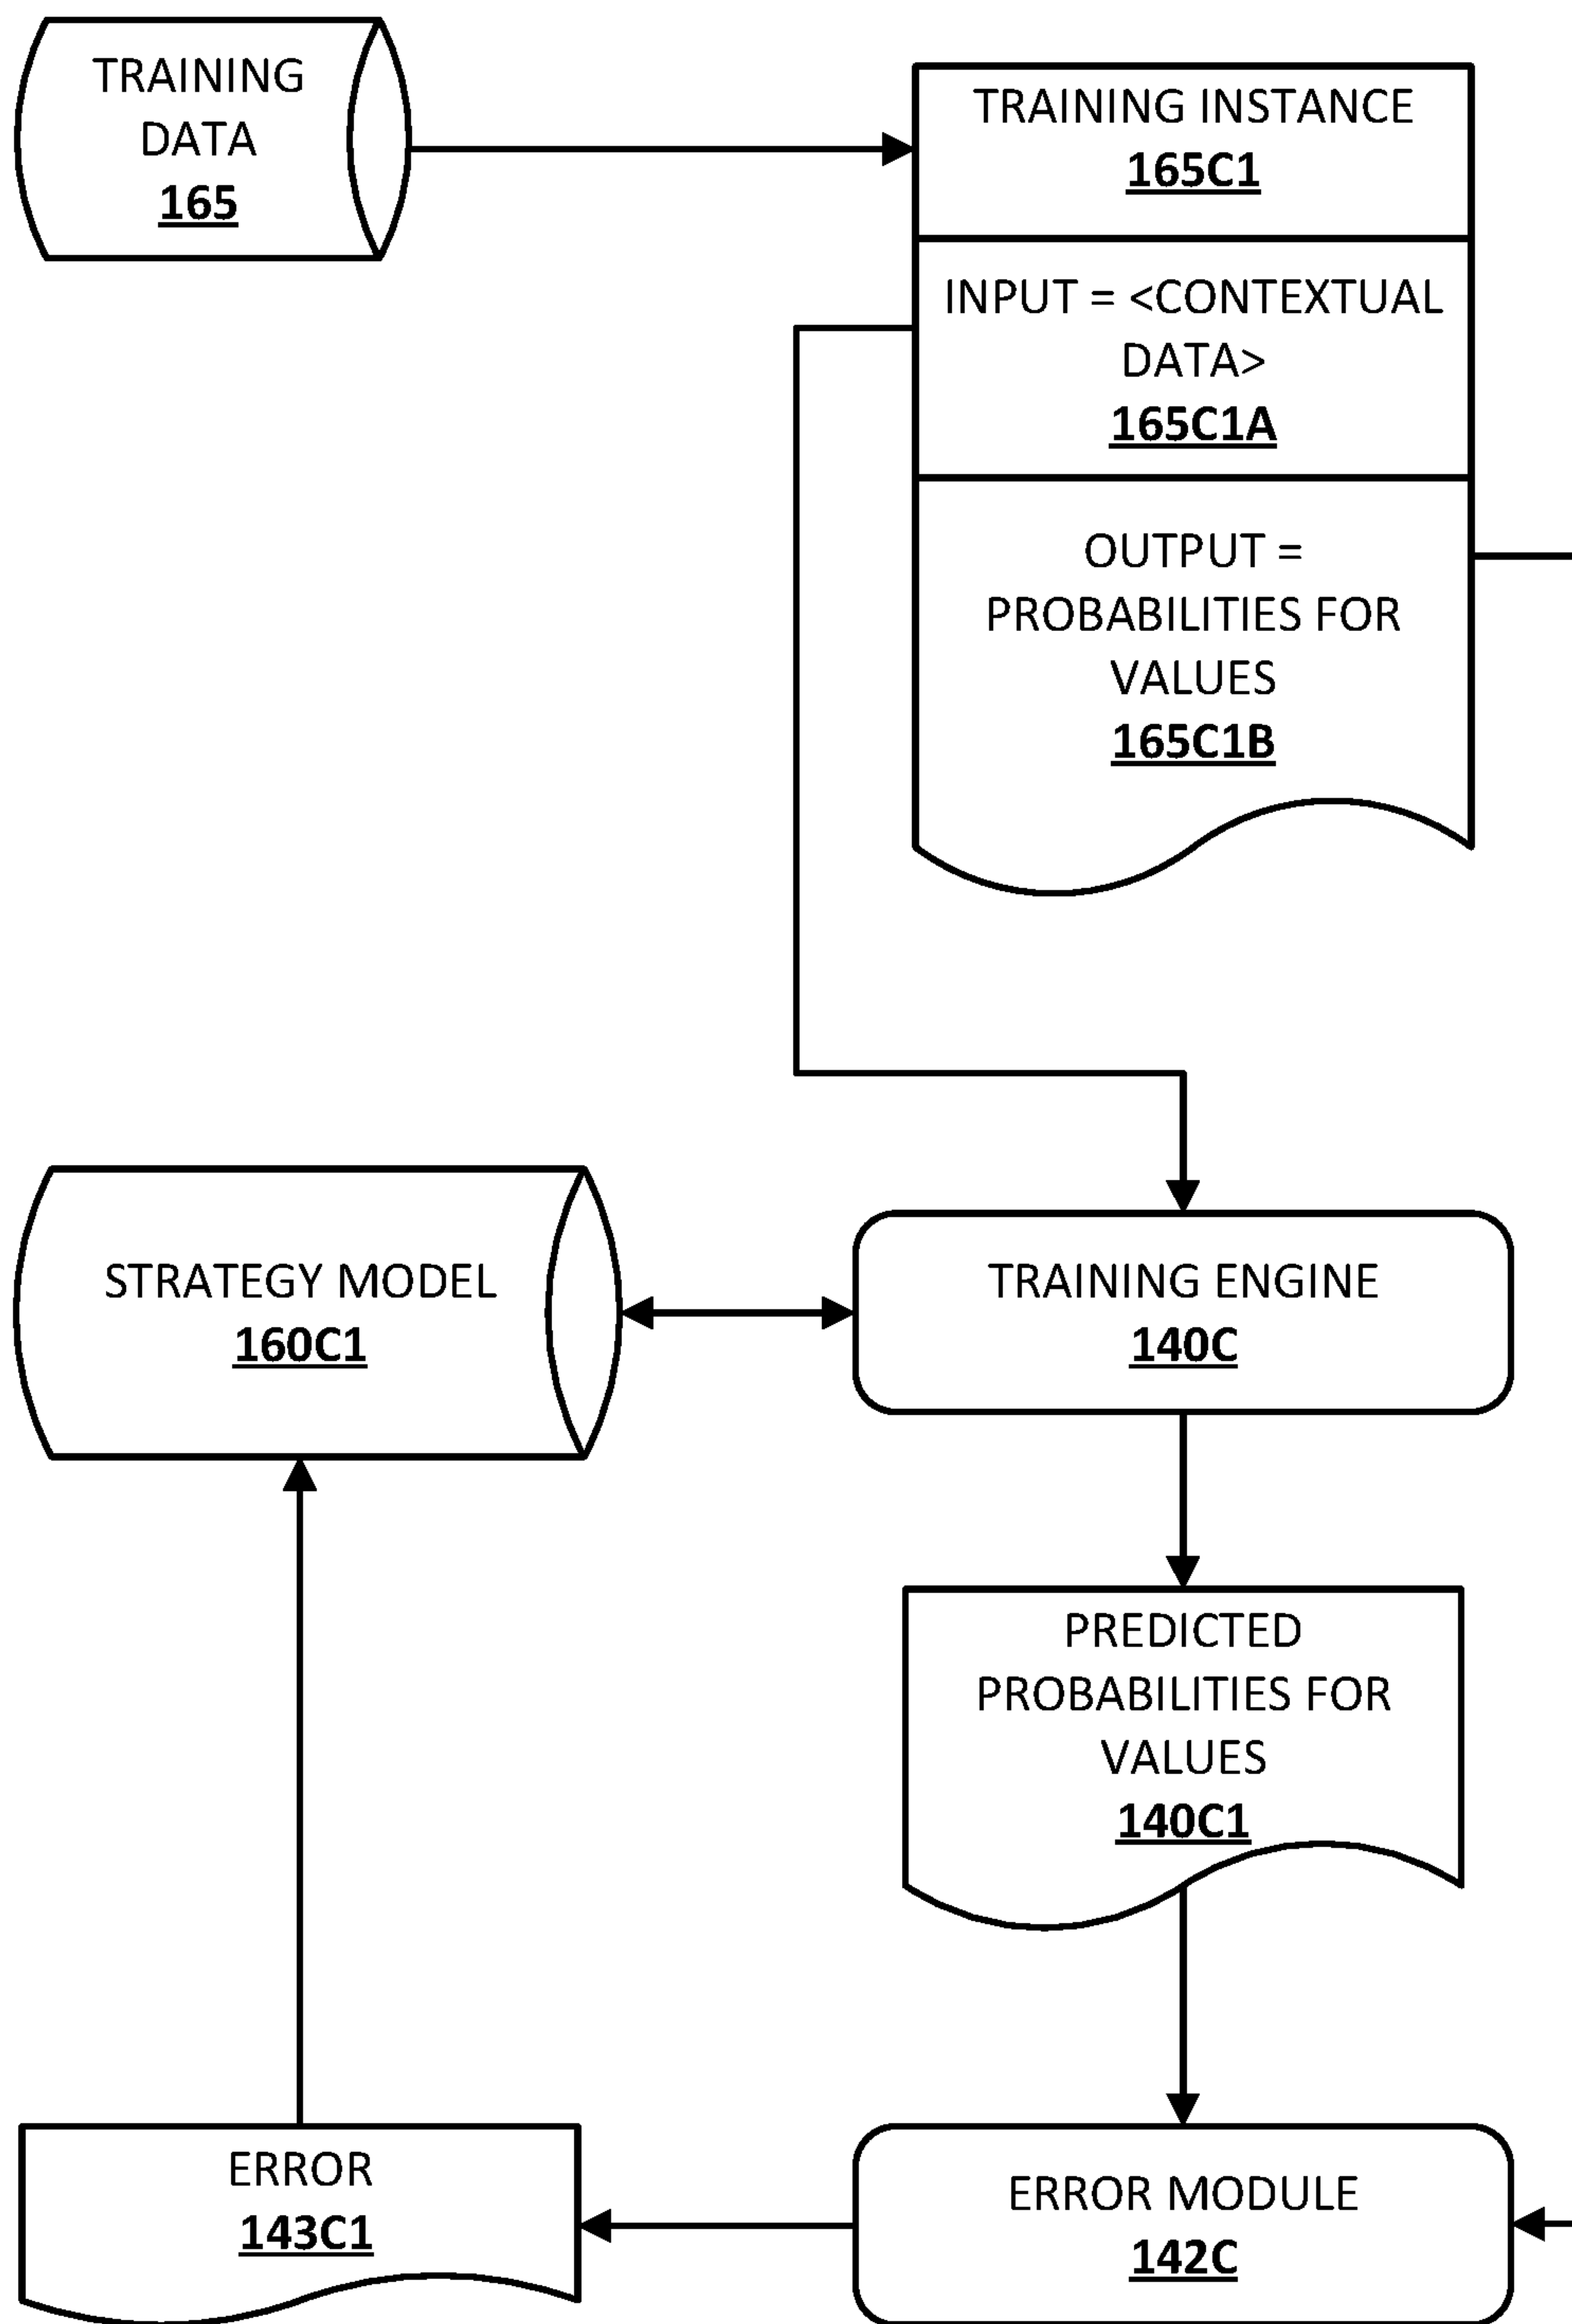 TRAINING
DATA
165
TRAINING INSTANCE
165C1
INPUT = <CONTEXTUAL
DATA>
165C1A
OUTPUT =
PROBABILITIES FOR
VALUES
165C1B
STRATEGY MODEL
160C1
TRAINING ENGINE
140C
PREDICTED
PROBABILITIES FOR
VALUES
140C1
ERROR
143C1
ERROR MODULE
142C